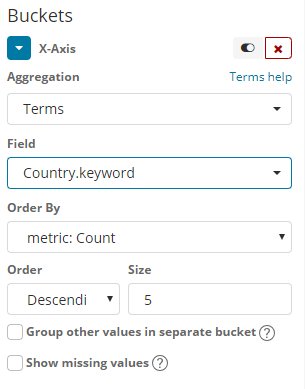 Buckets
X-Axis
Aggregation Terms help
Terms
Field
Country.keyword
Order By
metric: Count
Order Size
Descendi 5
Group other values in separate bucket ?
Show missing values ?